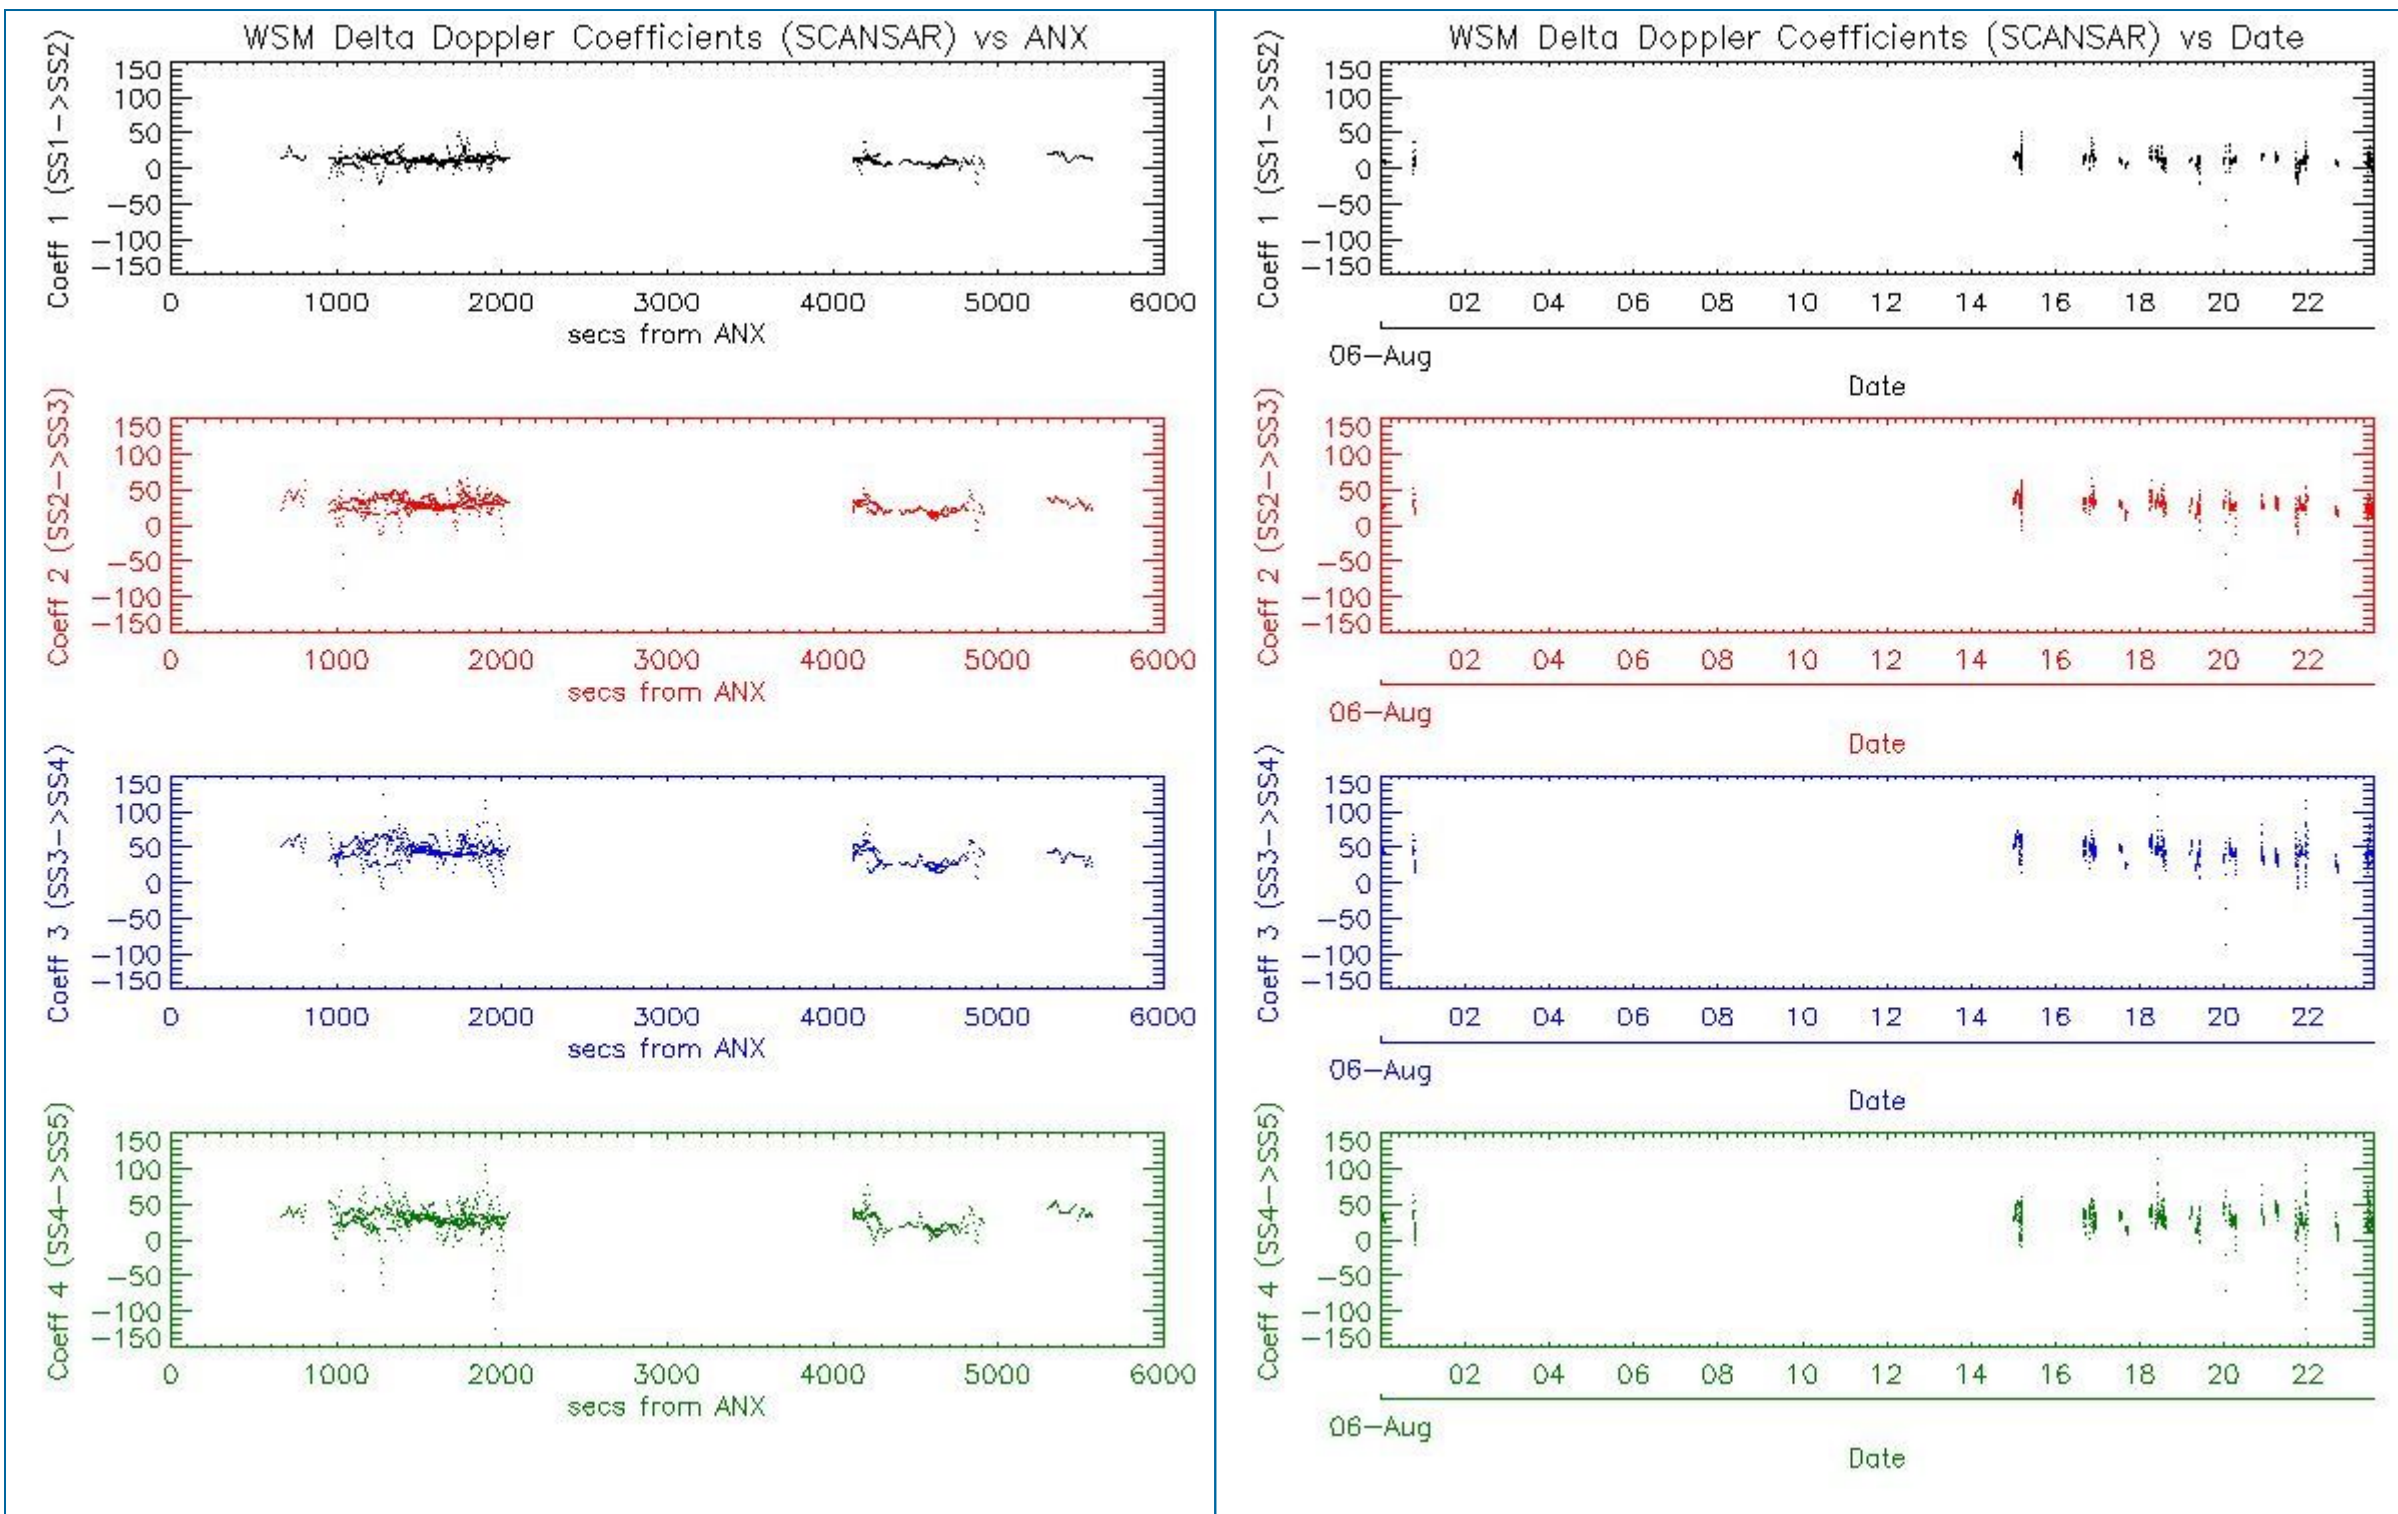 WSM Delta Doppler Coefficients (SCANSAR) vs ANX
Coeff 1 (SS1->SS2)
150
100
50
0
-50
-100
-150
0 1000 2000 3000 4000 5000 6000
secs from ANX
Coeff 2 (SS2->SS3)
150
100
50
0
-50
-100
-150
0 1000 2000 3000 4000 5000 6000
secs from ANX
Coeff 3 (SS3->SS4)
150
100
50
0
-50
-100
-150
0 1000 2000 3000 4000 5000 6000
secs from ANX
Coeff 4 (SS4->SS5)
150
100
50
0
-50
-100
-150
0 1000 2000 3000 4000 5000 6000
secs from ANX
WSM Delta Doppler Coefficients (SCANSAR) vs Date
Coeff 1 (SS1->SS2)
150
100
50
0
-50
-100
-150
02 04 06 08 10 12 14 16 18 20 22
06-Aug
Date
Coeff 2 (SS2->SS3)
150
100
50
0
-50
-100
-150
02 04 06 08 10 12 14 16 18 20 22
06-Aug
Date
Coeff 3 (SS3->SS4)
150
100
50
0
-50
-100
-150
02 04 06 08 10 12 14 16 18 20 22
06-Aug
Date
Coeff 4 (SS4->SS5)
150
100
50
0
-50
-100
-150
02 04 06 08 10 12 14 16 18 20 22
06-Aug
Date